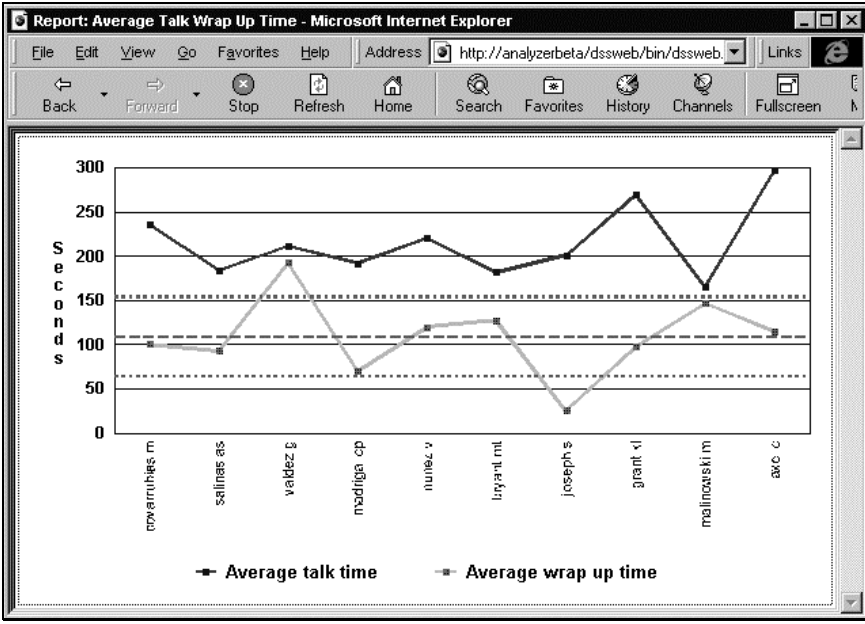 Report: Average Talk Wrap Up Time - Microsoft Internet Explorer
File Edit View Go Favorites Help Address http://analyzerbeta/dssweb/bin/dssweb. Links
Back Forward Stop Refresh Home Search Favorites History Channels Fullscreen
300
250
200
150
100
50
0
Seconds
covarrubias m
salinas as
valdez g
madriga cp
nunez v
bryant mt
joseph s
grant
malinowski m
Average talk time Average wrap up time